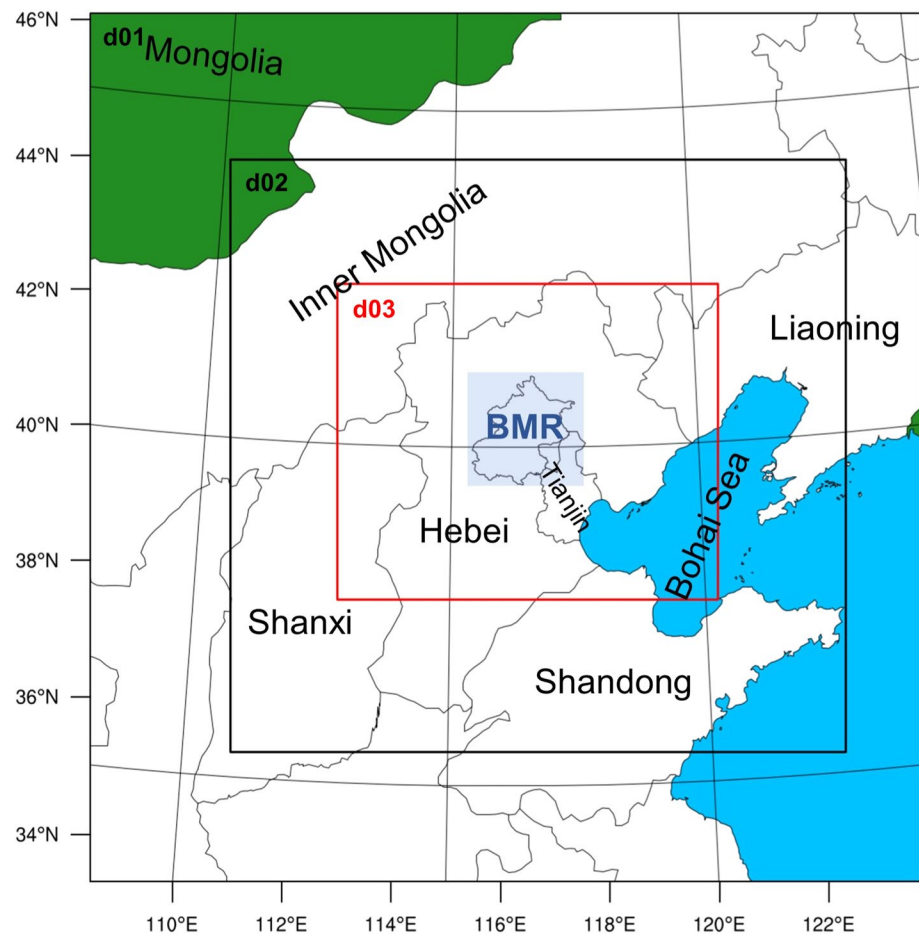 46°N
d01
Mongolia
44°N
d02
Inner Mongolia
42°N
d03
Liaoning
BMR
40°N
Tianjin
Bohai Sea
Hebei
38°N
Shanxi
Shandong
36°N
34°N
110°E 112°E 114°E 116°E 118°E 120°E 122°E